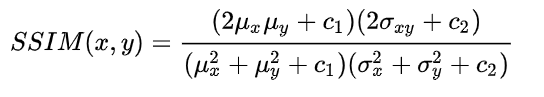 SSIM(x, y) = \frac{(2\mu_x\mu_y + c_1)(2\sigma_{xy} + c_2)}{(\mu_x^2 + \mu_y^2 + c_1)(\sigma_x^2 + \sigma_y^2 + c_2)}